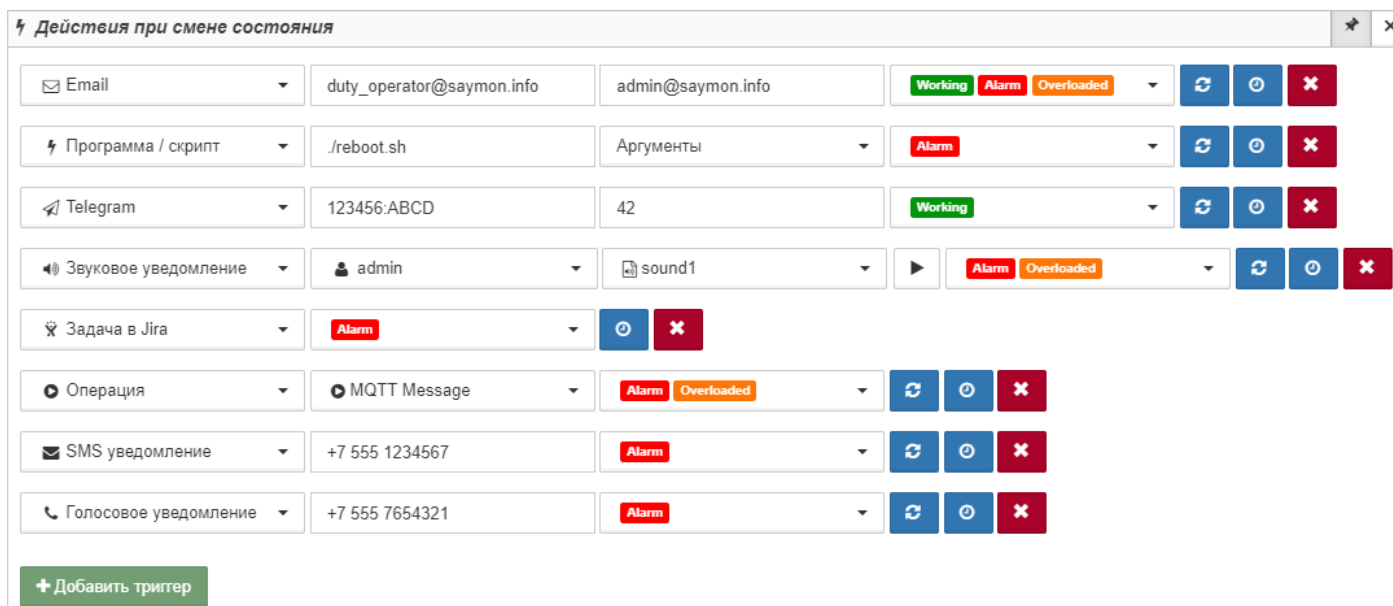 Действия при смене состояния
Email duty_operator@saymon.info admin@saymon.info Working Alarm Overloaded
Программа / скрипт ./reboot.sh Аргументы Alarm
Telegram 123456:ABCD 42 Working
Звуковое уведомление admin sound1 Alarm Overloaded
Задача в Jira Alarm
Операция MQTT Message Alarm Overloaded
SMS уведомление +7 555 1234567 Alarm
Голосовое уведомление +7 555 7654321 Alarm
Добавить триггер